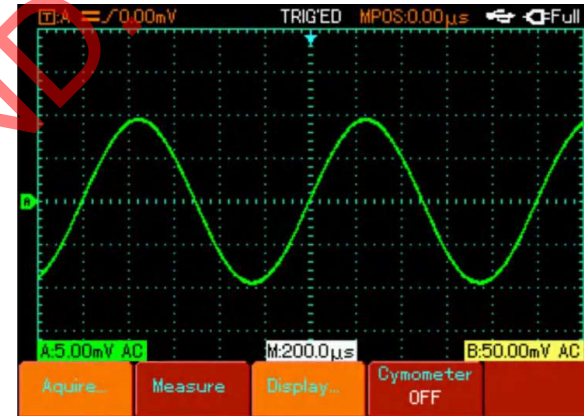 T:A 0.00mV TRIG'ED MPOS:0.00μs Full
A
A:5.00mV AC M:200.0μs B:50.00mV AC
Aquire... Measure Display... Cymometer
OFF